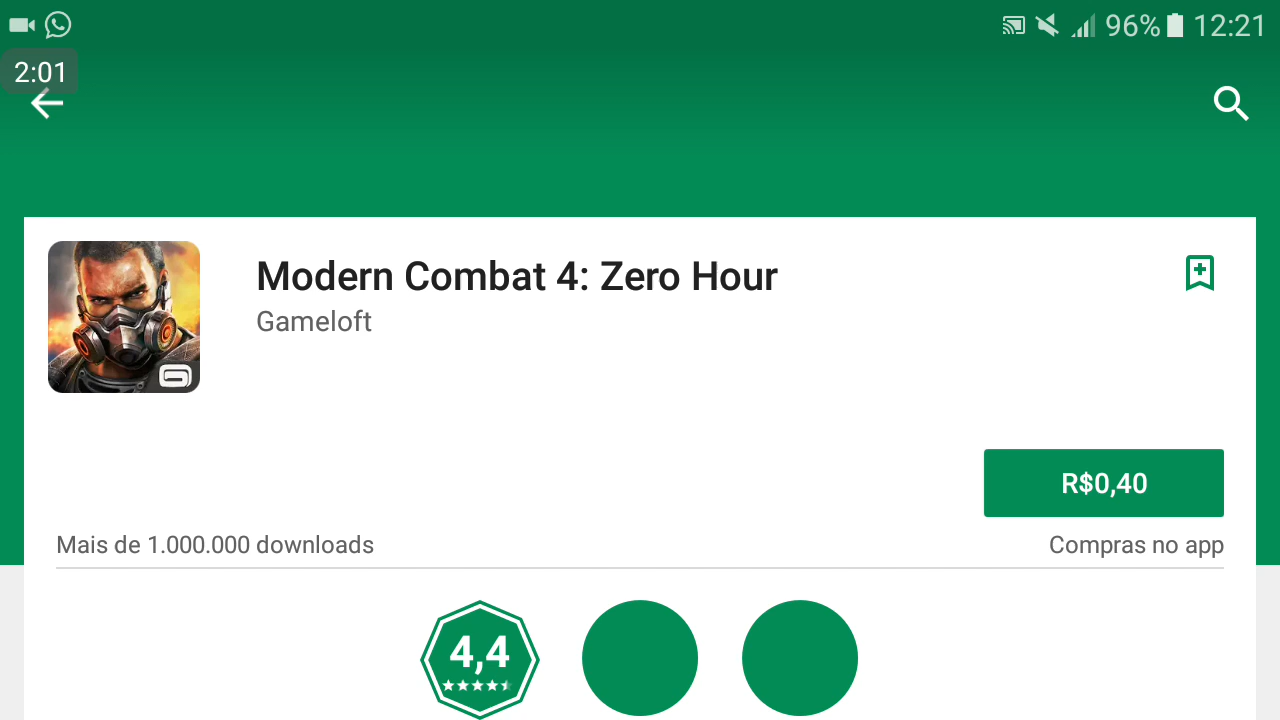 96% 12:21
2:01
Modern Combat 4: Zero Hour
Gameloft
R$0,40
Mais de 1.000.000 downloads
Compras no app
4,4